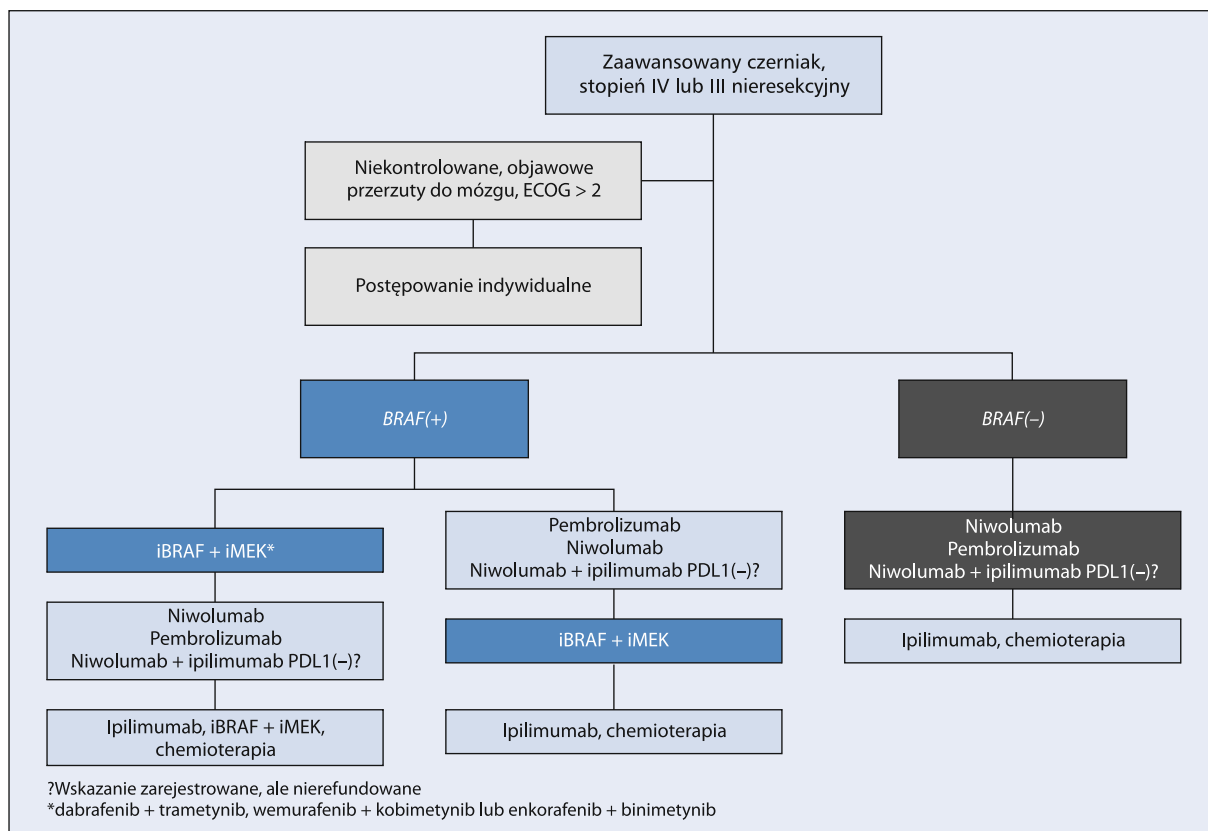 Zaawansowany czerniak,
stopień IV lub III nieresekcyjny
Niekontrolowane, objawowe
przerzuty do mózgu, ECOG > 2
Postępowanie indywidualne
BRAF(+)
BRAF(–)
iBRAF + iMEK*
Niwolumab
Pembrolizumab
Niwolumab + ipilimumab PDL1(–)?
Ipilimumab, iBRAF + iMEK,
chemioterapia
Pembrolizumab
Niwolumab
Niwolumab + ipilimumab PDL1(–)?
iBRAF + iMEK
Ipilimumab, chemioterapia
Niwolumab
Pembrolizumab
Niwolumab + ipilimumab PDL1(–)?
Ipilimumab, chemioterapia
?Wskazanie zarejestrowane, ale nierefundowane
*dabrafenib + trametynib, wemurafenib + kobimetynib lub enkorafenib + binimetynib